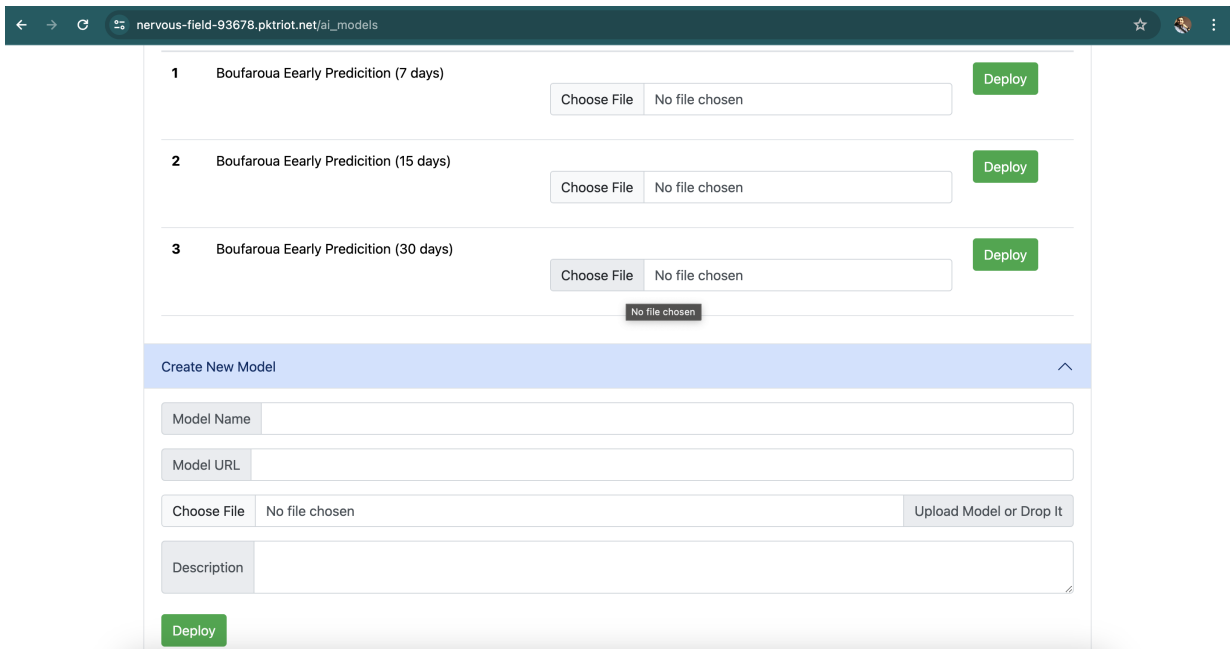 nervous-field-93678.pktriot.net/ai_models
1 Boufaroua Eearly Predicition (7 days) Deploy
Choose File No file chosen
2 Boufaroua Eearly Predicition (15 days) Deploy
Choose File No file chosen
3 Boufaroua Eearly Predicition (30 days) Deploy
Choose File No file chosen
No file chosen
Create New Model
Model Name
Model URL
Choose File No file chosen Upload Model or Drop It
Description
Deploy